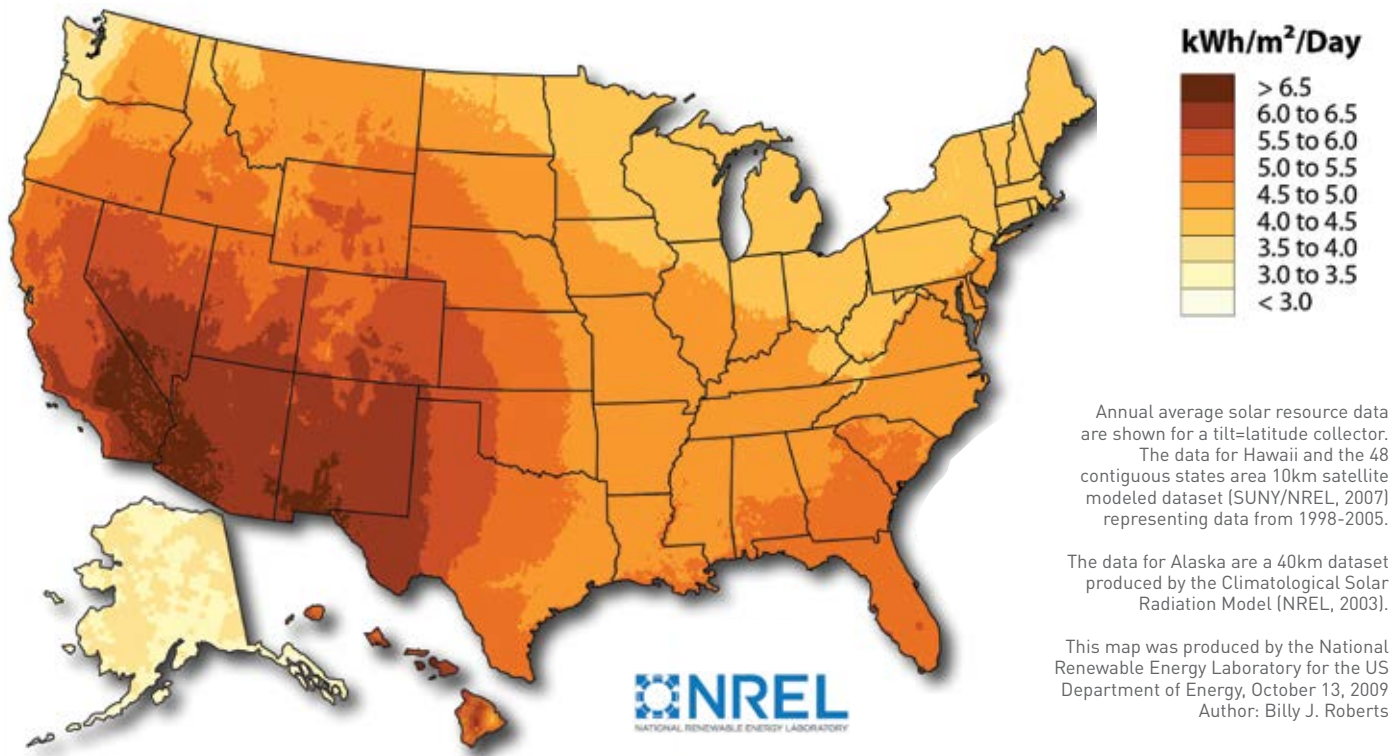 kWh/m²/Day
> 6.5
6.0 to 6.5
5.5 to 6.0
5.0 to 5.5
4.5 to 5.0
4.0 to 4.5
3.5 to 4.0
3.0 to 3.5
< 3.0
Annual average solar resource data
are shown for a tilt=latitude collector.
The data for Hawaii and the 48
contiguous states area 10km satellite
modeled dataset (SUNY/NREL, 2007)
representing data from 1998-2005.
The data for Alaska are a 40km dataset
produced by the Climatological Solar
Radiation Model (NREL, 2003).
This map was produced by the National
Renewable Energy Laboratory for the US
Department of Energy, October 13, 2009
Author: Billy J. Roberts
NREL
NATIONAL RENEWABLE ENERGY LABORATORY